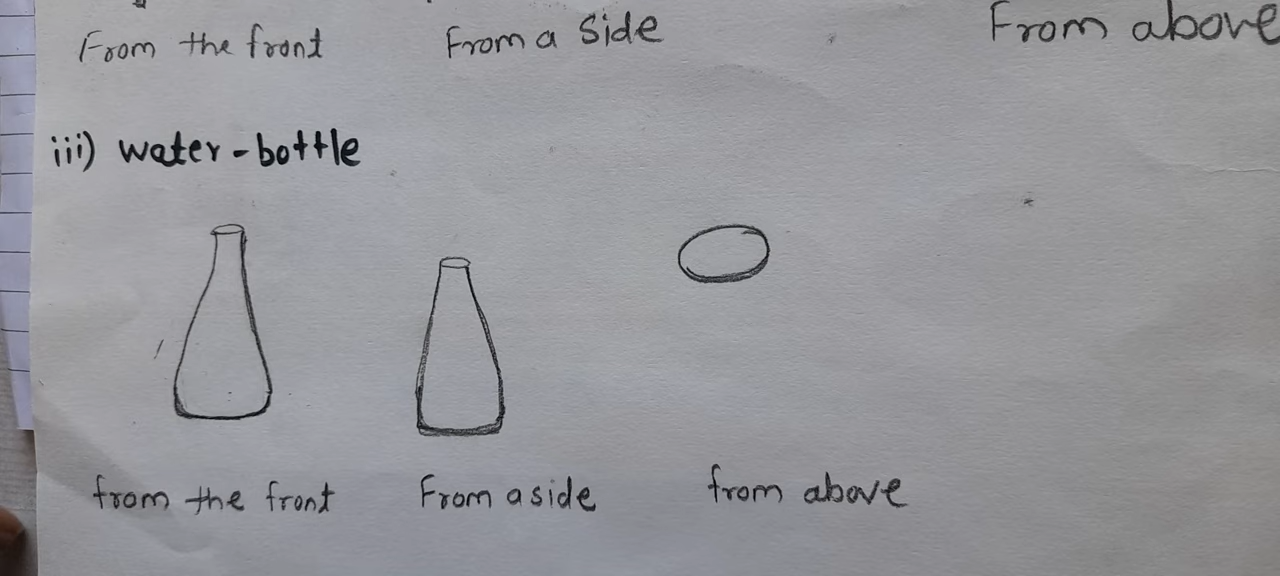 From the front From a side From above
iii) water-bottle
from the front From a side from above